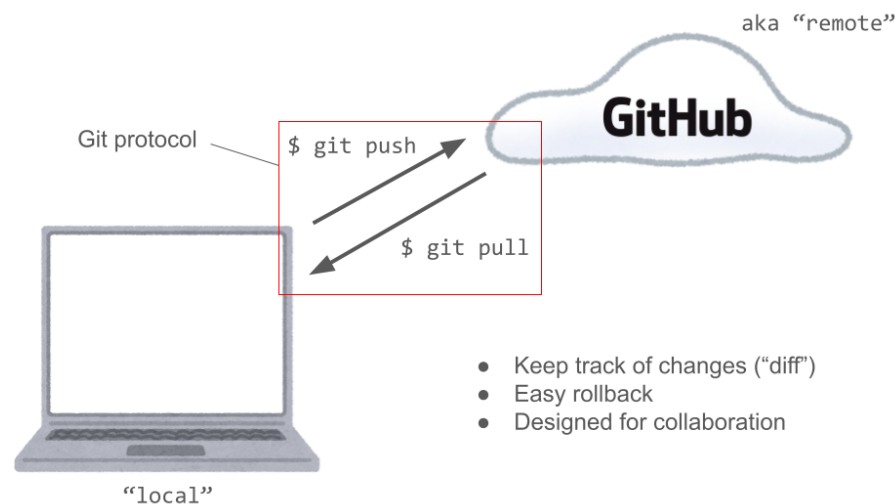 aka “remote”
GitHub
Git protocol
$ git push
$ git pull
● Keep track of changes (“diff”)
● Easy rollback
● Designed for collaboration
“local”